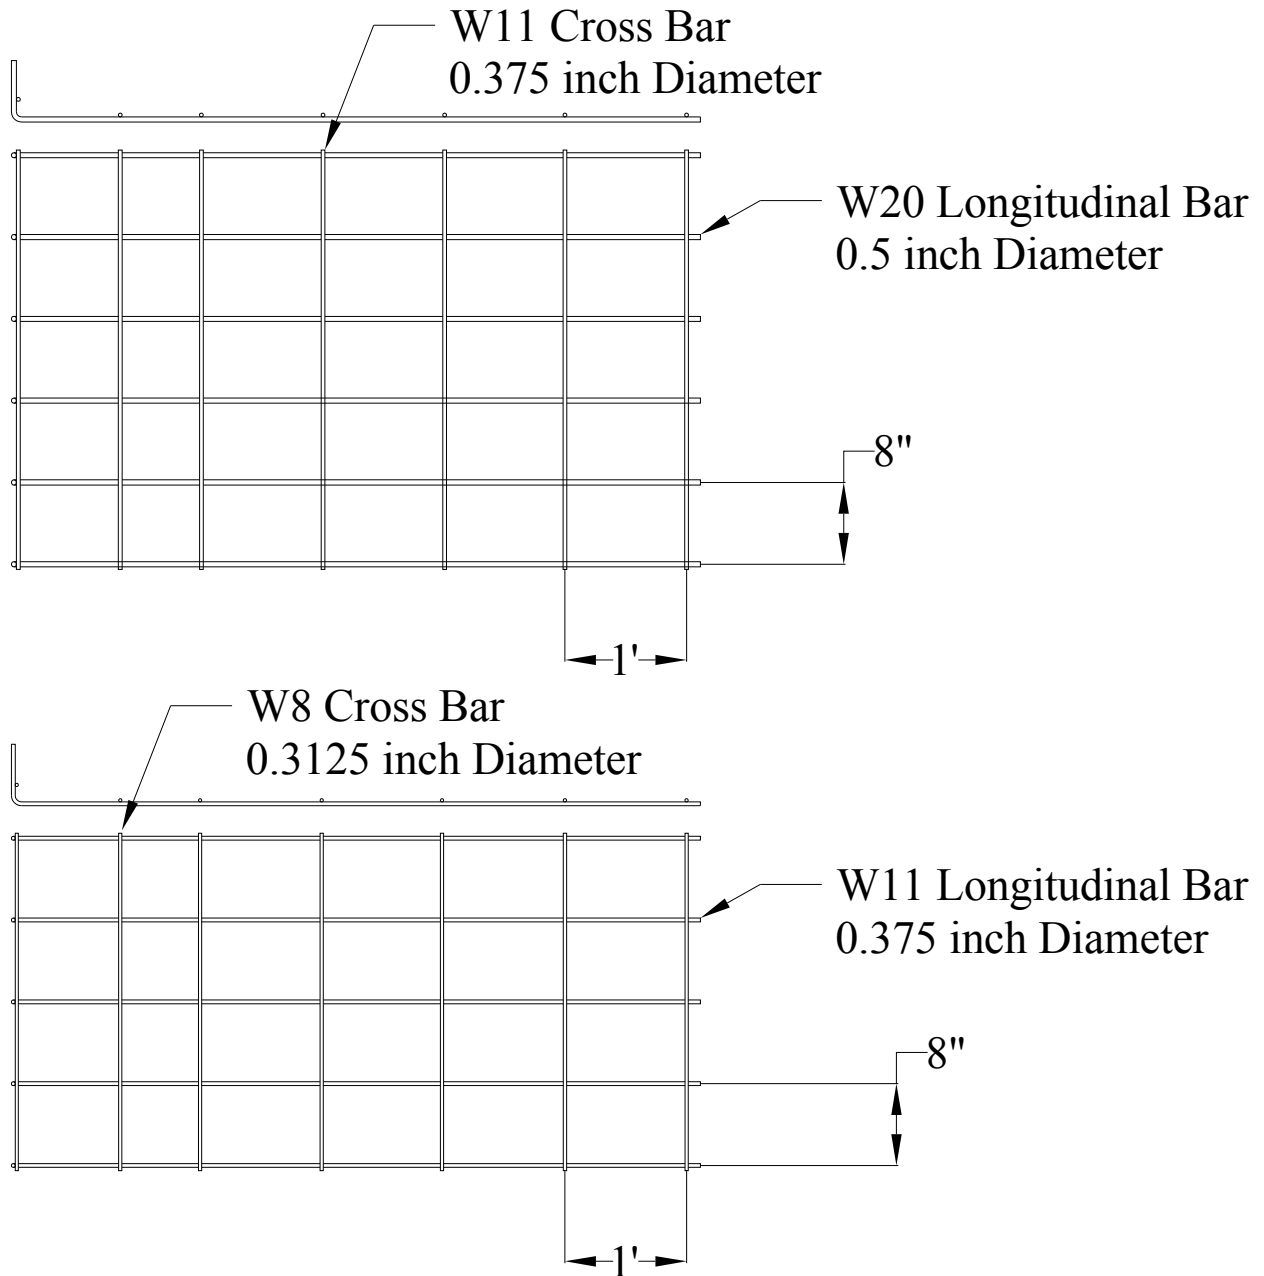 W11 Cross Bar
0.375 inch Diameter
W20 Longitudinal Bar
0.5 inch Diameter
8"
1'
W8 Cross Bar
0.3125 inch Diameter
W11 Longitudinal Bar
0.375 inch Diameter
8"
1'